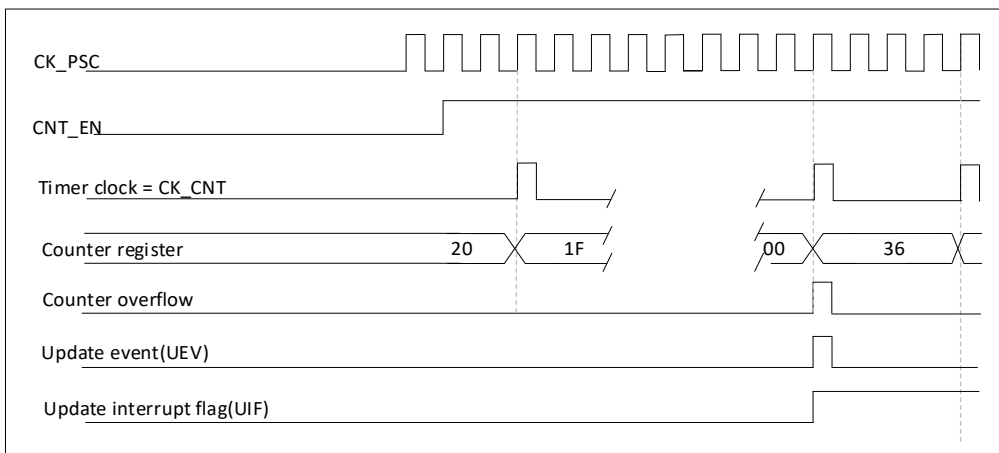 CK_PSC
CNT_EN
Timer clock = CK_CNT
Counter register 20 1F 00 36
Counter overflow
Update event(UEV)
Update interrupt flag(UIF)